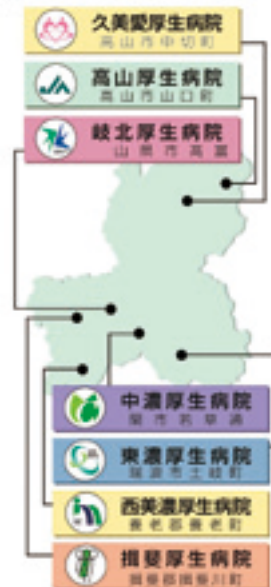 久美愛厚生病院
高山市中切町
高山厚生病院
高山市山口町
岐北厚生病院
山県市高富
中濃厚生病院
関市若草通
東濃厚生病院
瑞浪市土岐町
西美濃厚生病院
養老郡養老町
揖斐厚生病院
揖斐郡揖斐川町